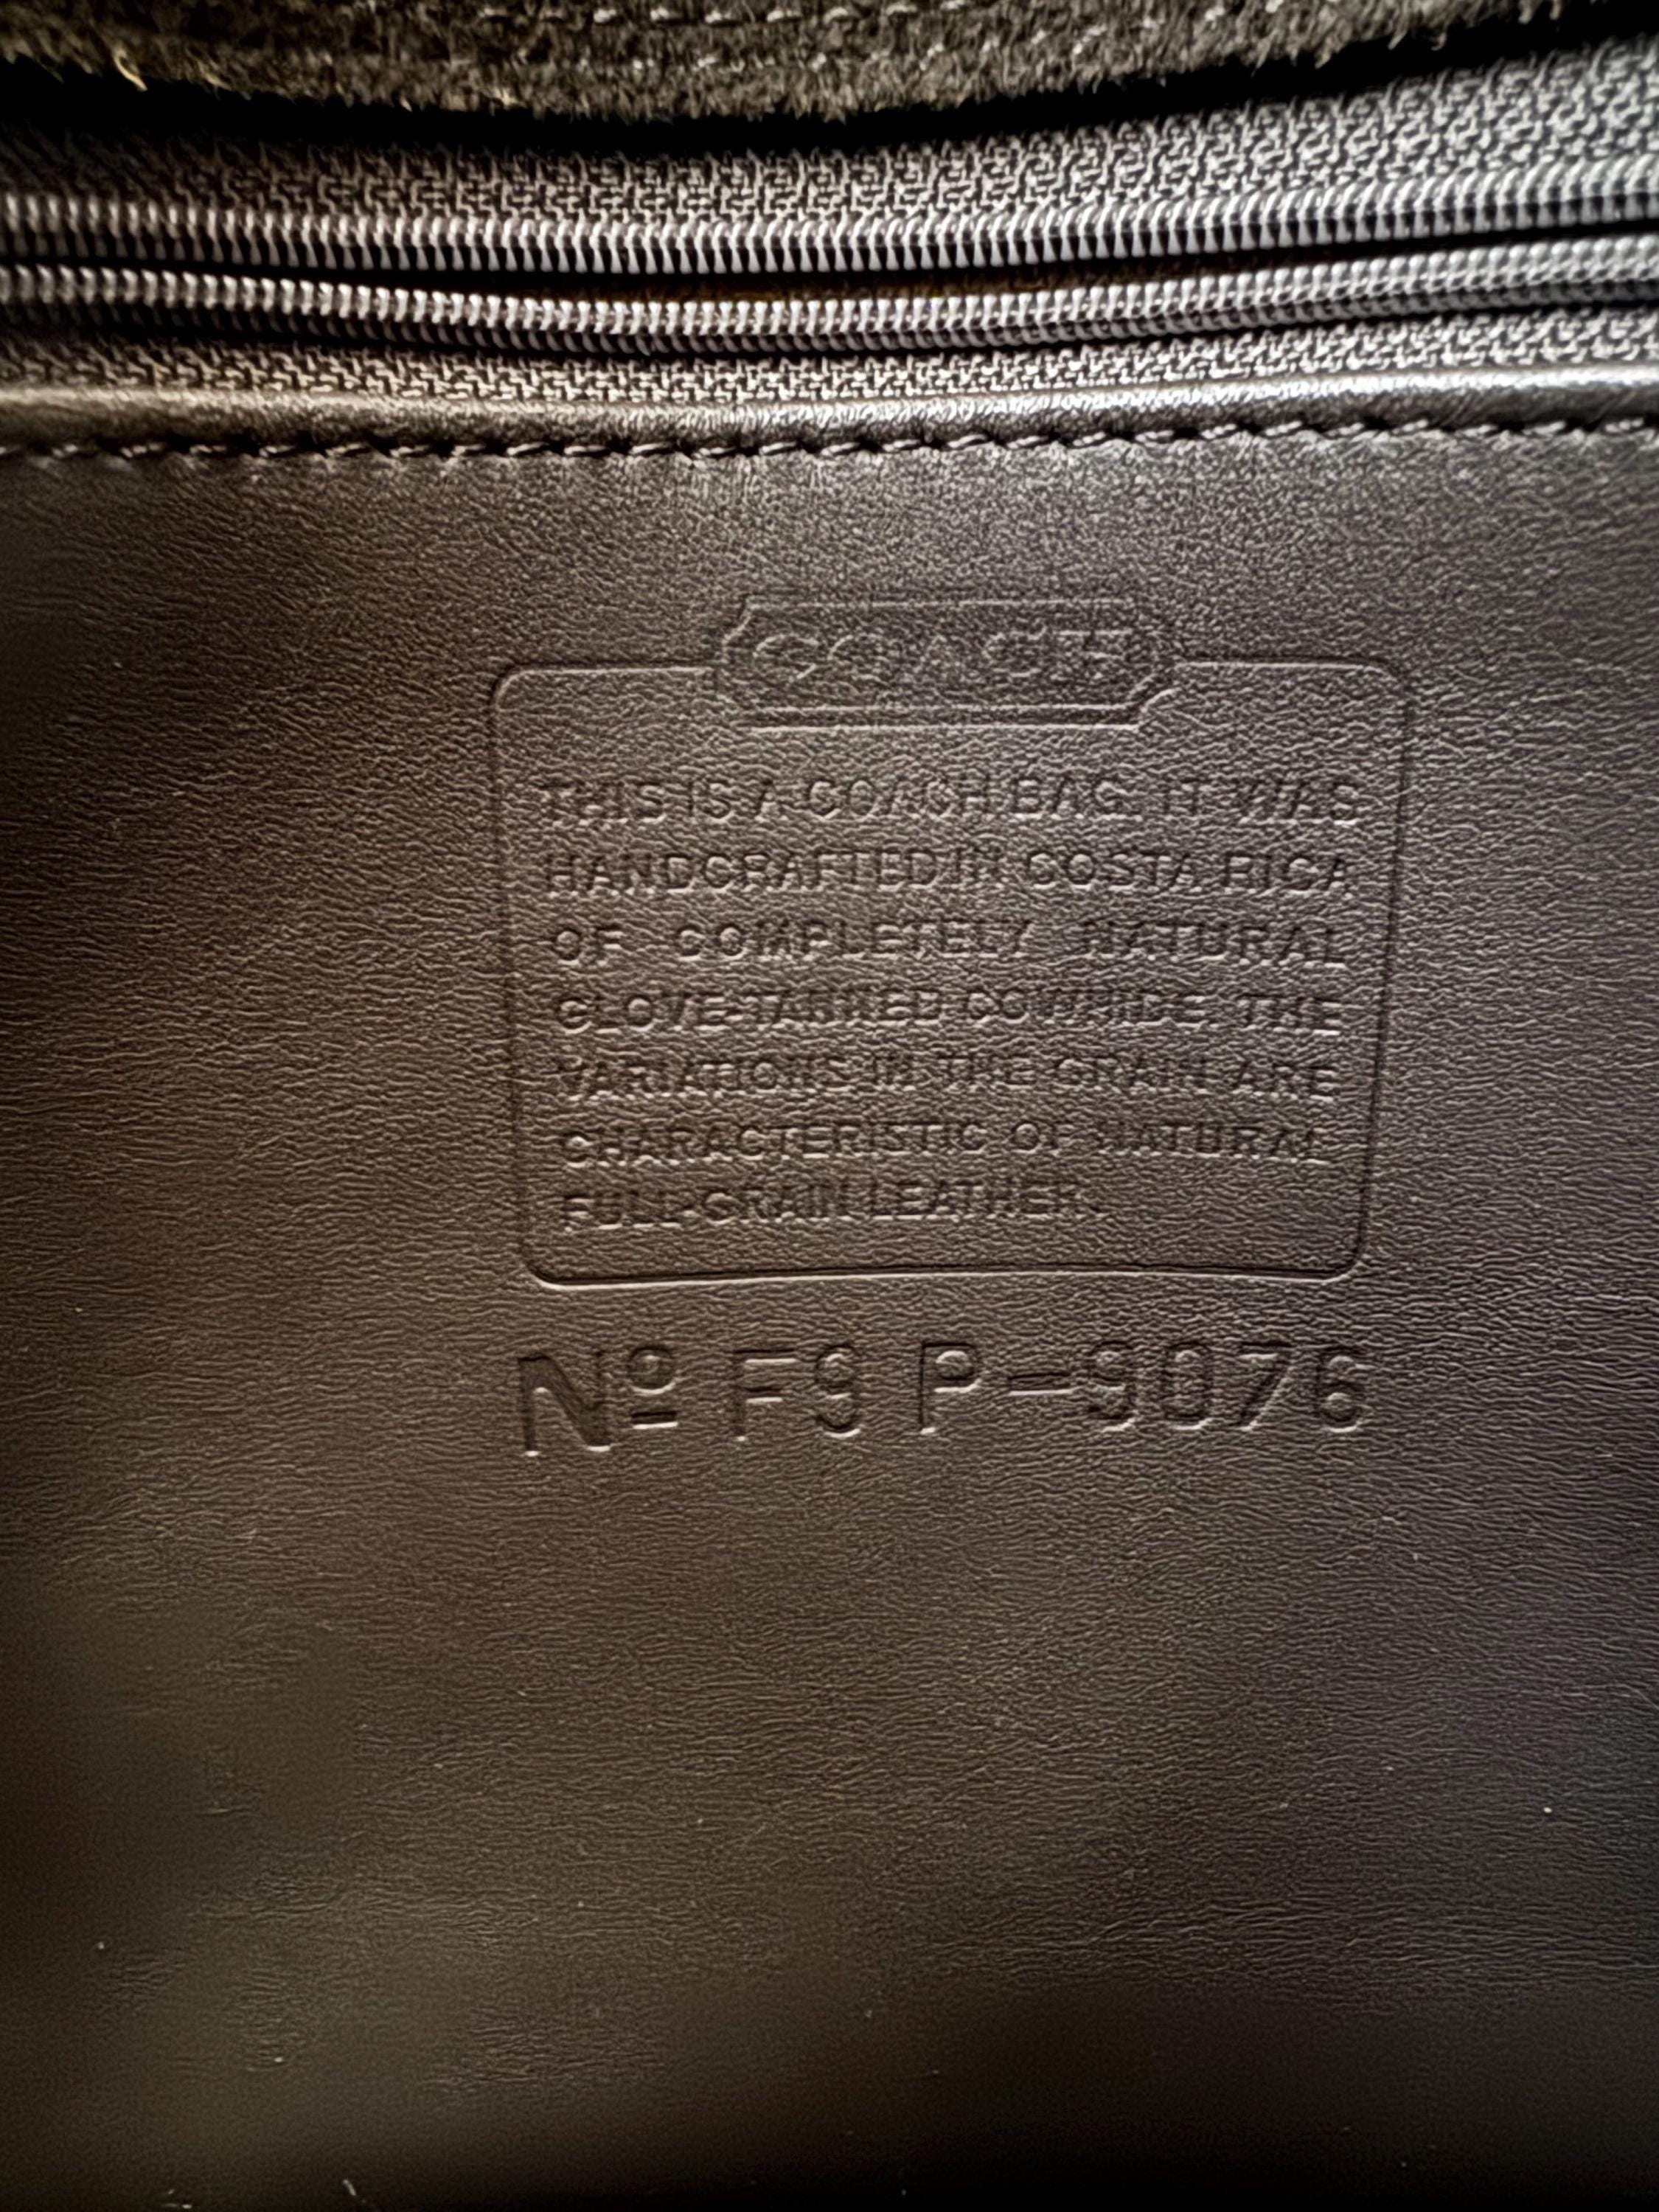 COACH
THIS IS A COACH BAG. IT WAS
HANDCRAFTED IN COSTA RICA
OF COMPLETELY NATURAL
GLOVE-TANNED COWHIDE. THE
VARIATIONS IN THE GRAIN ARE
CHARACTERISTIC OF NATURAL
FULL-GRAIN LEATHER.
Nº F9P-9076